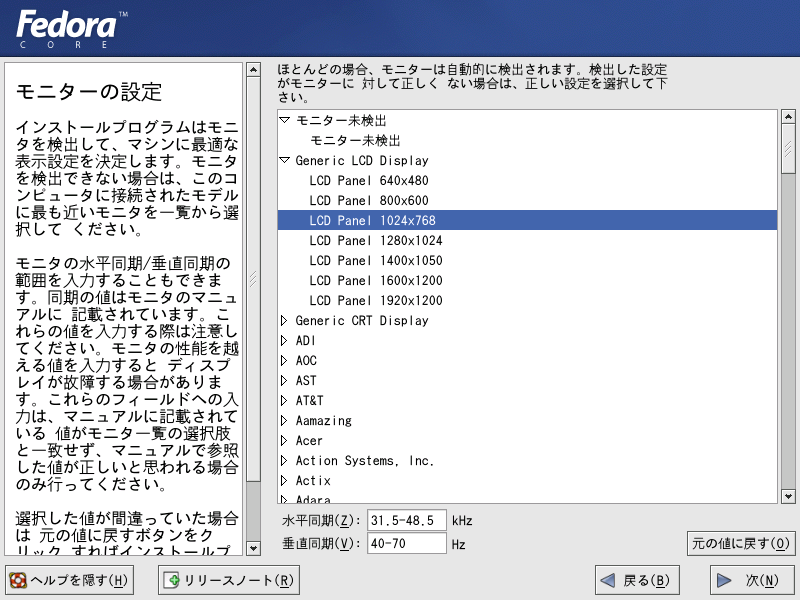 Fedora™
CORE
モニターの設定
インストールプログラムはモニ
タを検出して、マシンに最適な
表示設定を決定します。モニタ
を検出できない場合は、このコ
ンピュータに接続されたモデル
に最も近いモニタを一覧から選
択して ください。
モニタの水平同期/垂直同期の
範囲を入力することもできま
す。同期の値はモニタのマニュ
アルに 記載されています。こ
れらの値を入力する際は注意し
てください。モニタの性能を越
える値を入力すると ディスプ
レイが故障する場合がありま
す。これらのフィールドへの入
力は、マニュアルに記載されて
いる 値がモニタ一覧の選択肢
と一致せず、マニュアルで参照
した値が正しいと思われる場合
のみ行ってください。
選択した値が間違っていた場合
は 元の値に戻すボタンをク
リック すればインストールプ
ほとんどの場合、モニターは自動的に検出されます。検出した設定
がモニターに 対して正しく ない場合は、正しい設定を選択して下
さい。
モニター未検出
モニター未検出
Generic LCD Display
LCD Panel 640x480
LCD Panel 800x600
LCD Panel 1024x768
LCD Panel 1280x1024
LCD Panel 1400x1050
LCD Panel 1600x1200
LCD Panel 1920x1200
Generic CRT Display
ADI
AOC
AST
AT&T
Aamazing
Acer
Action Systems, Inc.
Actix
Adara
水平同期(Z): 31.5-48.5 kHz
垂直同期(V): 40-70 Hz
元の値に戻す(O)
ヘルプを隠す(H)
リリースノート(R)
戻る(B)
次(N)